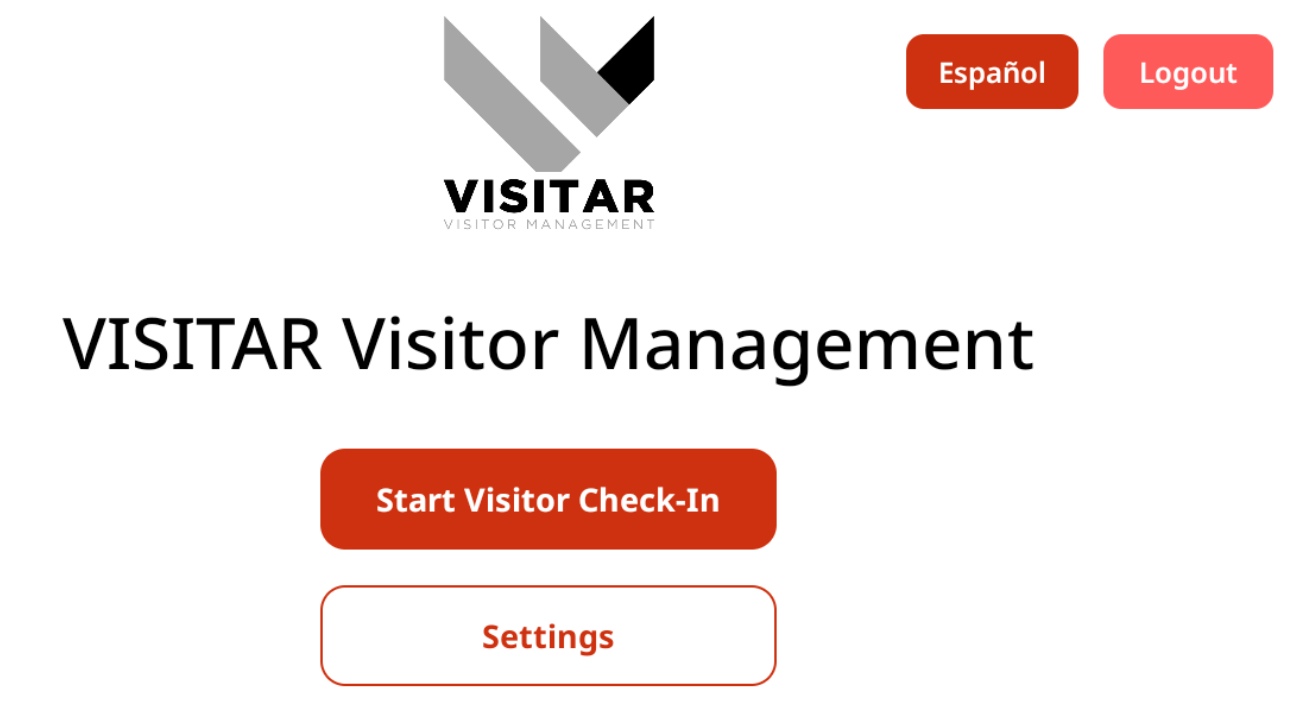 VISITAR
VISITOR MANAGEMENT
Español
Logout
VISITAR Visitor Management
Start Visitor Check-In
Settings